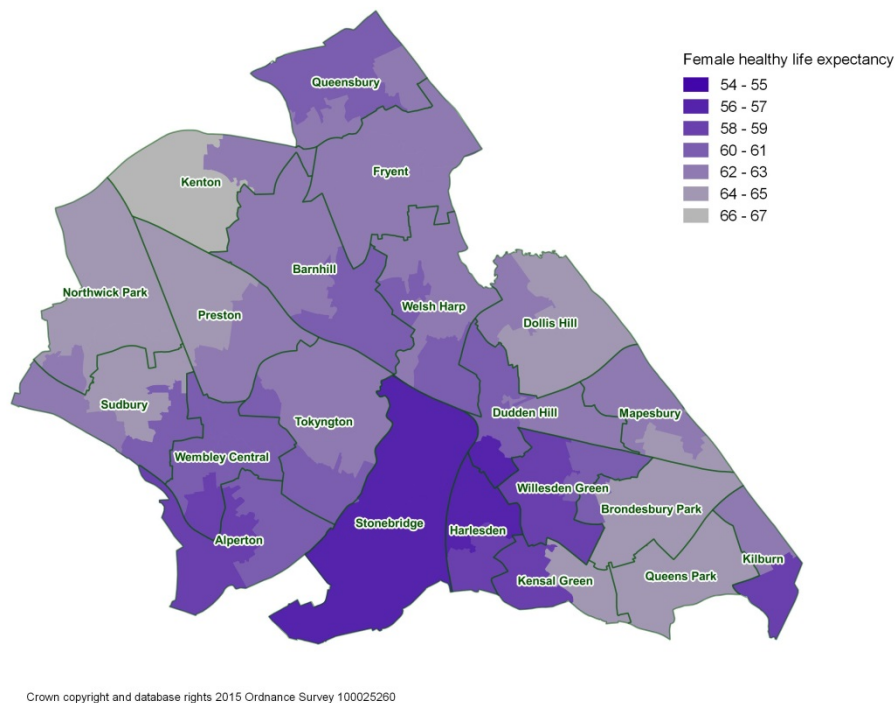 Female healthy life expectancy
54 - 55
56 - 57
58 - 59
60 - 61
62 - 63
64 - 65
66 - 67
Queensbury
Kenton
Fryent
Barnhill
Northwick Park
Preston
Welsh Harp
Dollis Hill
Sudbury
Tokyngton
Dudden Hill
Mapesbury
Wembley Central
Willesden Green
Brondesbury Park
Stonebridge
Harlesden
Alperton
Kilburn
Kensal Green
Queens Park
Crown copyright and database rights 2015 Ordnance Survey 100025260